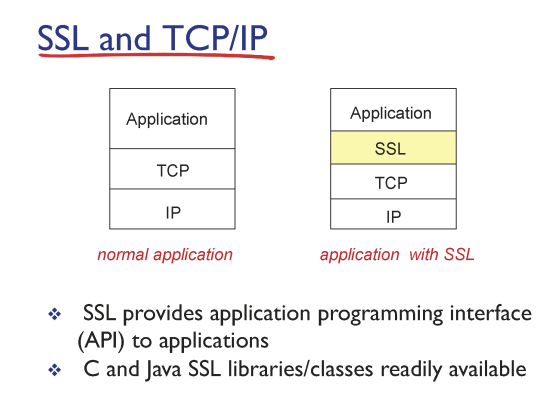 SSL and TCP/IP
Application
TCP
IP
normal application
Application
SSL
TCP
IP
application with SSL
SSL provides application programming interface
(API) to applications
C and Java SSL libraries/classes readily available